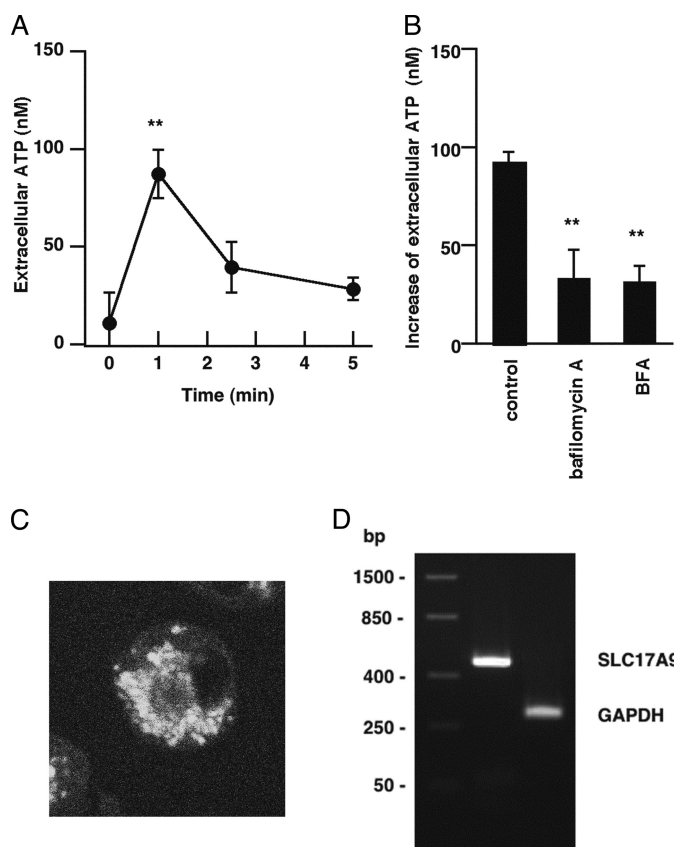 A
150
100
50
0
Extracellular ATP (nM)
**
0 1 2 3 4 5
Time (min)
B
150
100
50
0
Increase of extracellular ATP (nM)
**
**
control
bafilomycin A
BFA
C
D
bp
1500 -
850 -
400 -
250 -
50 -
SLC17A9
GAPDH